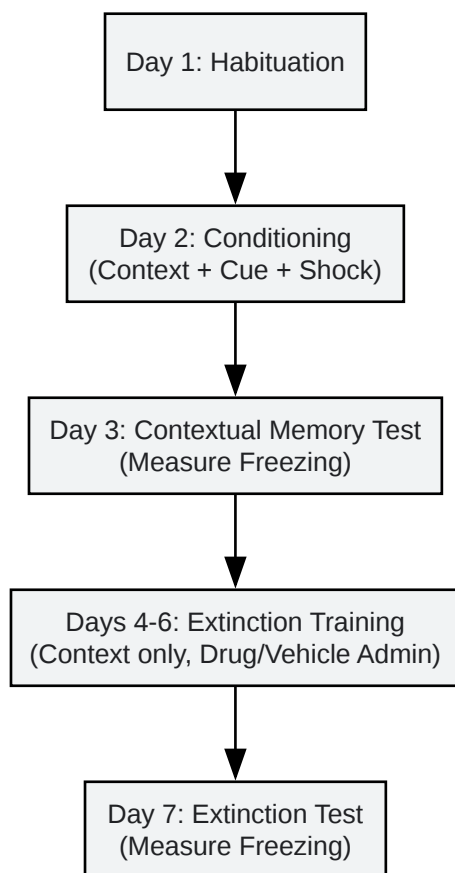 Day 1: Habituation
Day 2: Conditioning
(Context + Cue + Shock)
Day 3: Contextual Memory Test
(Measure Freezing)
Days 4-6: Extinction Training
(Context only, Drug/Vehicle Admin)
Day 7: Extinction Test
(Measure Freezing)